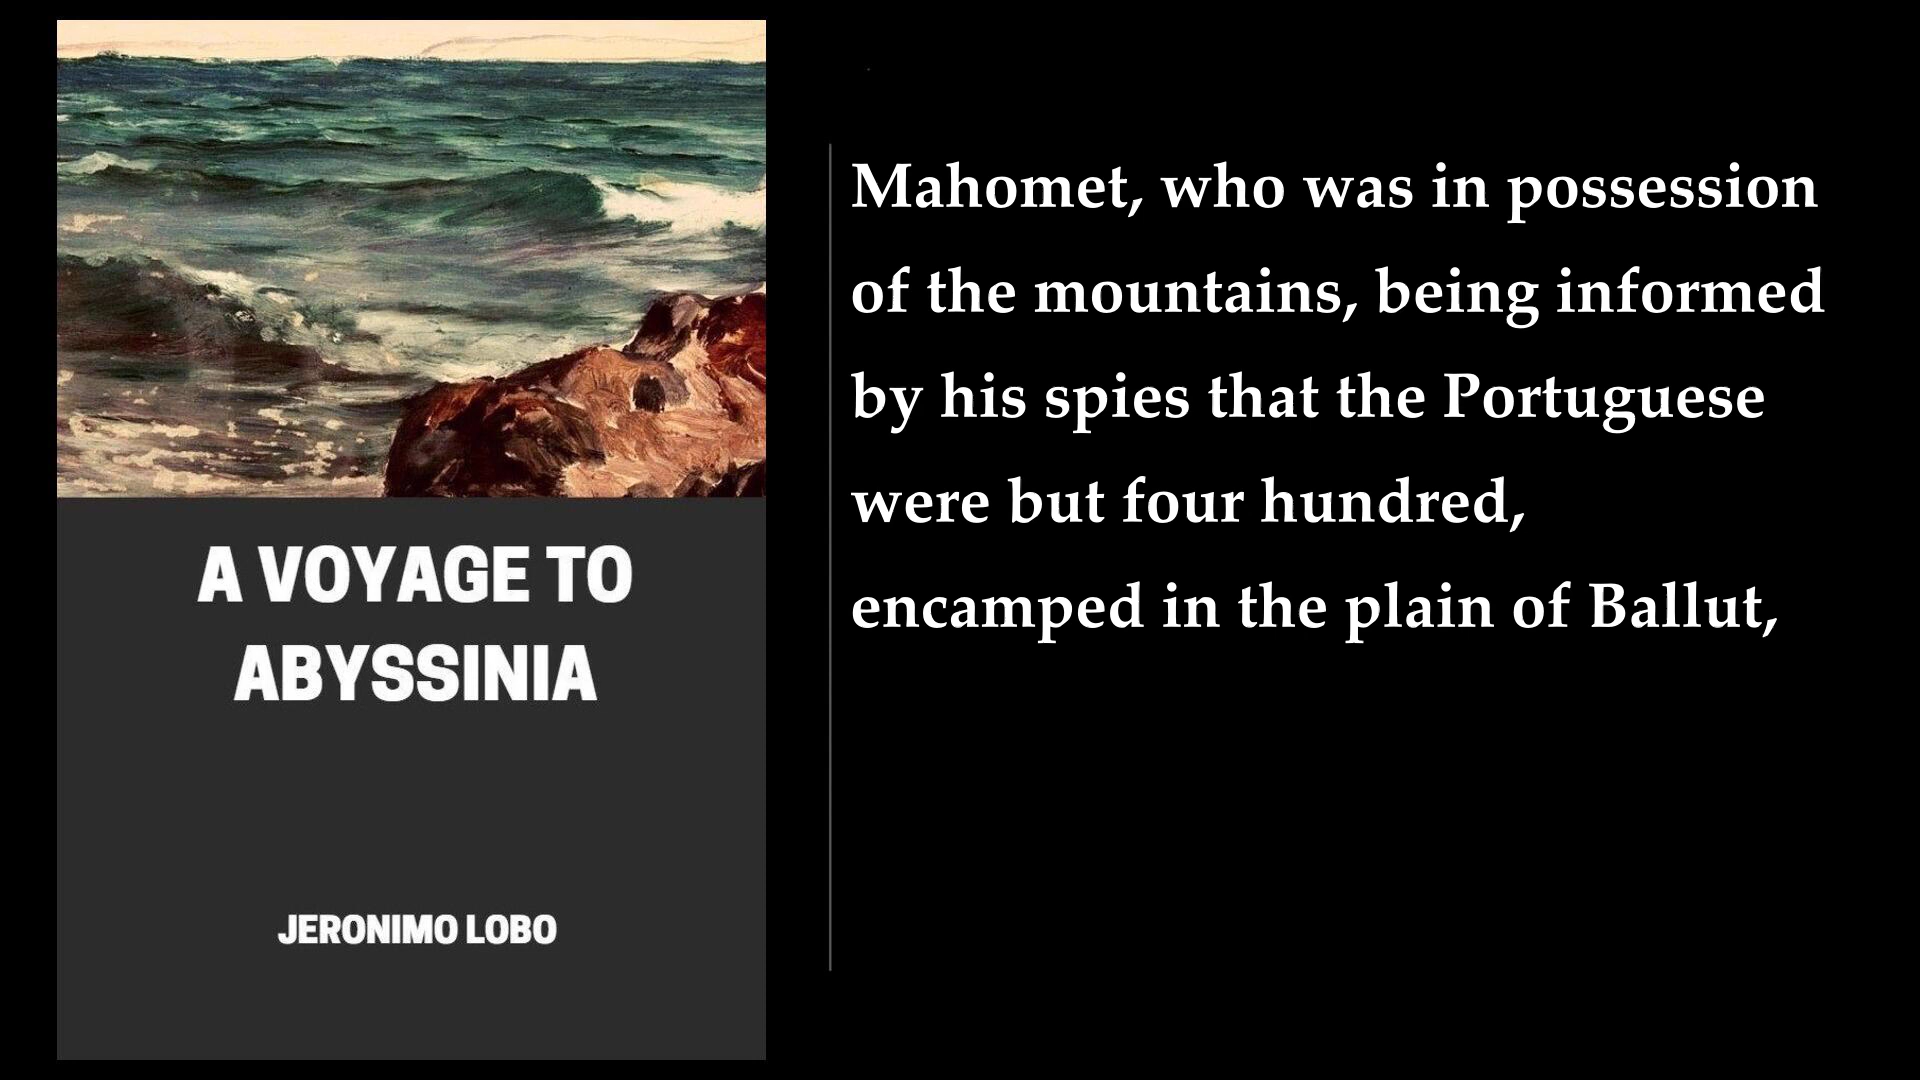 A VOYAGE TO
ABYSSINIA
JERONIMO LOBO
Mahomet, who was in possession
of the mountains, being informed
by his spies that the Portuguese
were but four hundred,
encamped in the plain of Ballut,